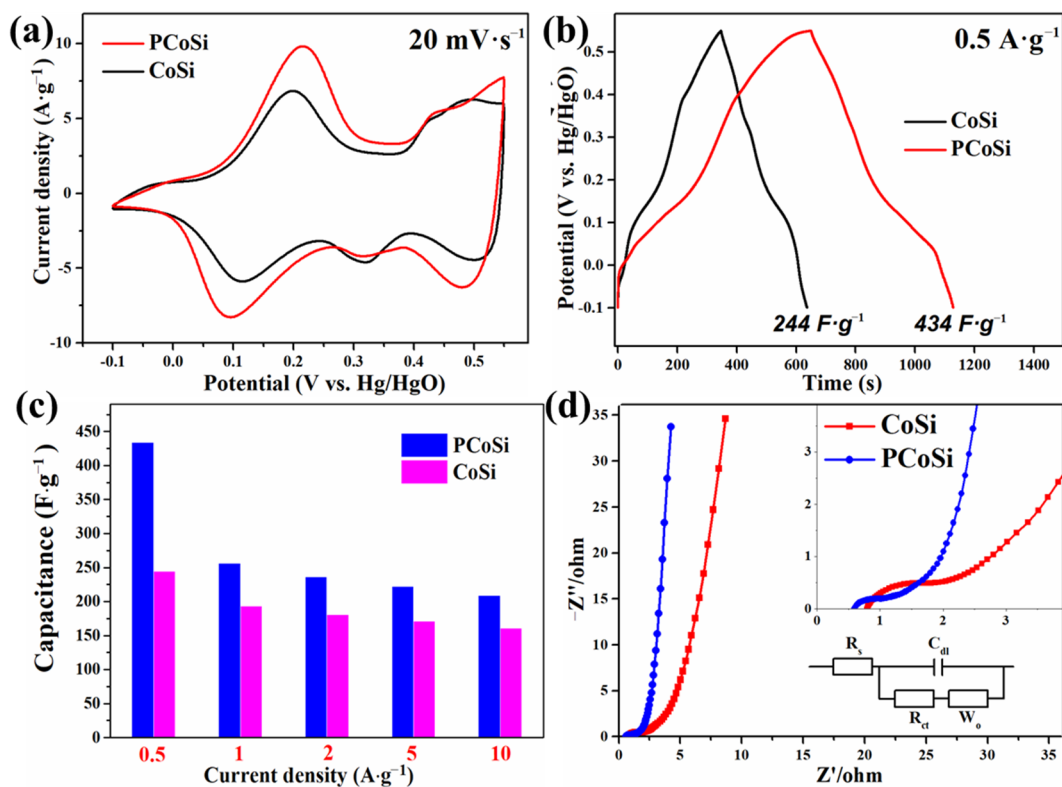 (a)
PCoSi
CoSi
20 mV·s⁻¹
Current density (A·g⁻¹)
10
5
0
-5
-10
-0.1 0.0 0.1 0.2 0.3 0.4 0.5
Potential (V vs. Hg/HgO)
(b)
0.5 A·g⁻¹
CoSi
PCoSi
Potential (V vs. Hg/HgO)
0.5
0.4
0.3
0.2
0.1
0.0
-0.1
244 F·g⁻¹
434 F·g⁻¹
0 200 400 600 800 1000 1200 1400
Time (s)
(c)
PCoSi
CoSi
Capacitance (F·g⁻¹)
450
400
350
300
250
200
150
100
50
0
0.5 1 2 5 10
Current density (A·g⁻¹)
(d)
CoSi
PCoSi
−Z''/ohm
35
30
25
20
15
10
5
0
3
2
1
0
0 1 2 3
Rs
Cdl
Rct
Wo
0.0 2.5 5 10 15 20 25 30 35
Z'/ohm